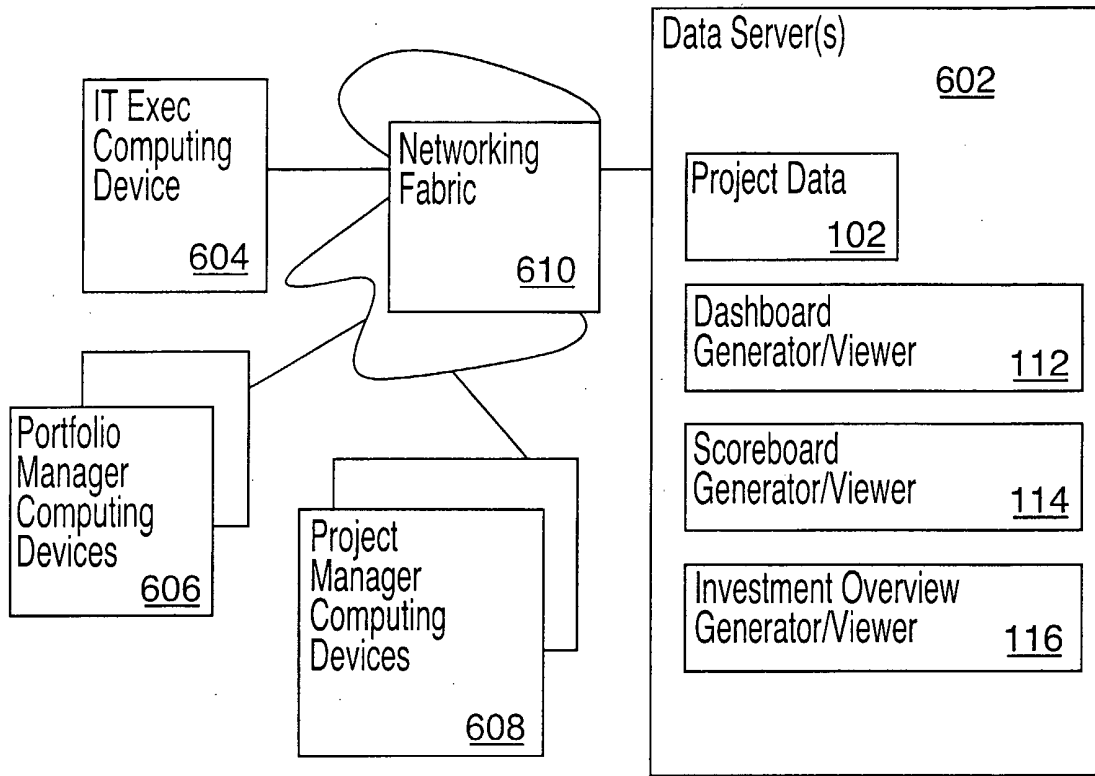 IT Exec
Computing
Device
604
Networking
Fabric
610
Data Server(s)
602
Project Data
102
Dashboard
Generator/Viewer
112
Scoreboard
Generator/Viewer
114
Investment Overview
Generator/Viewer
116
Portfolio
Manager
Computing
Devices
606
Project
Manager
Computing
Devices
608